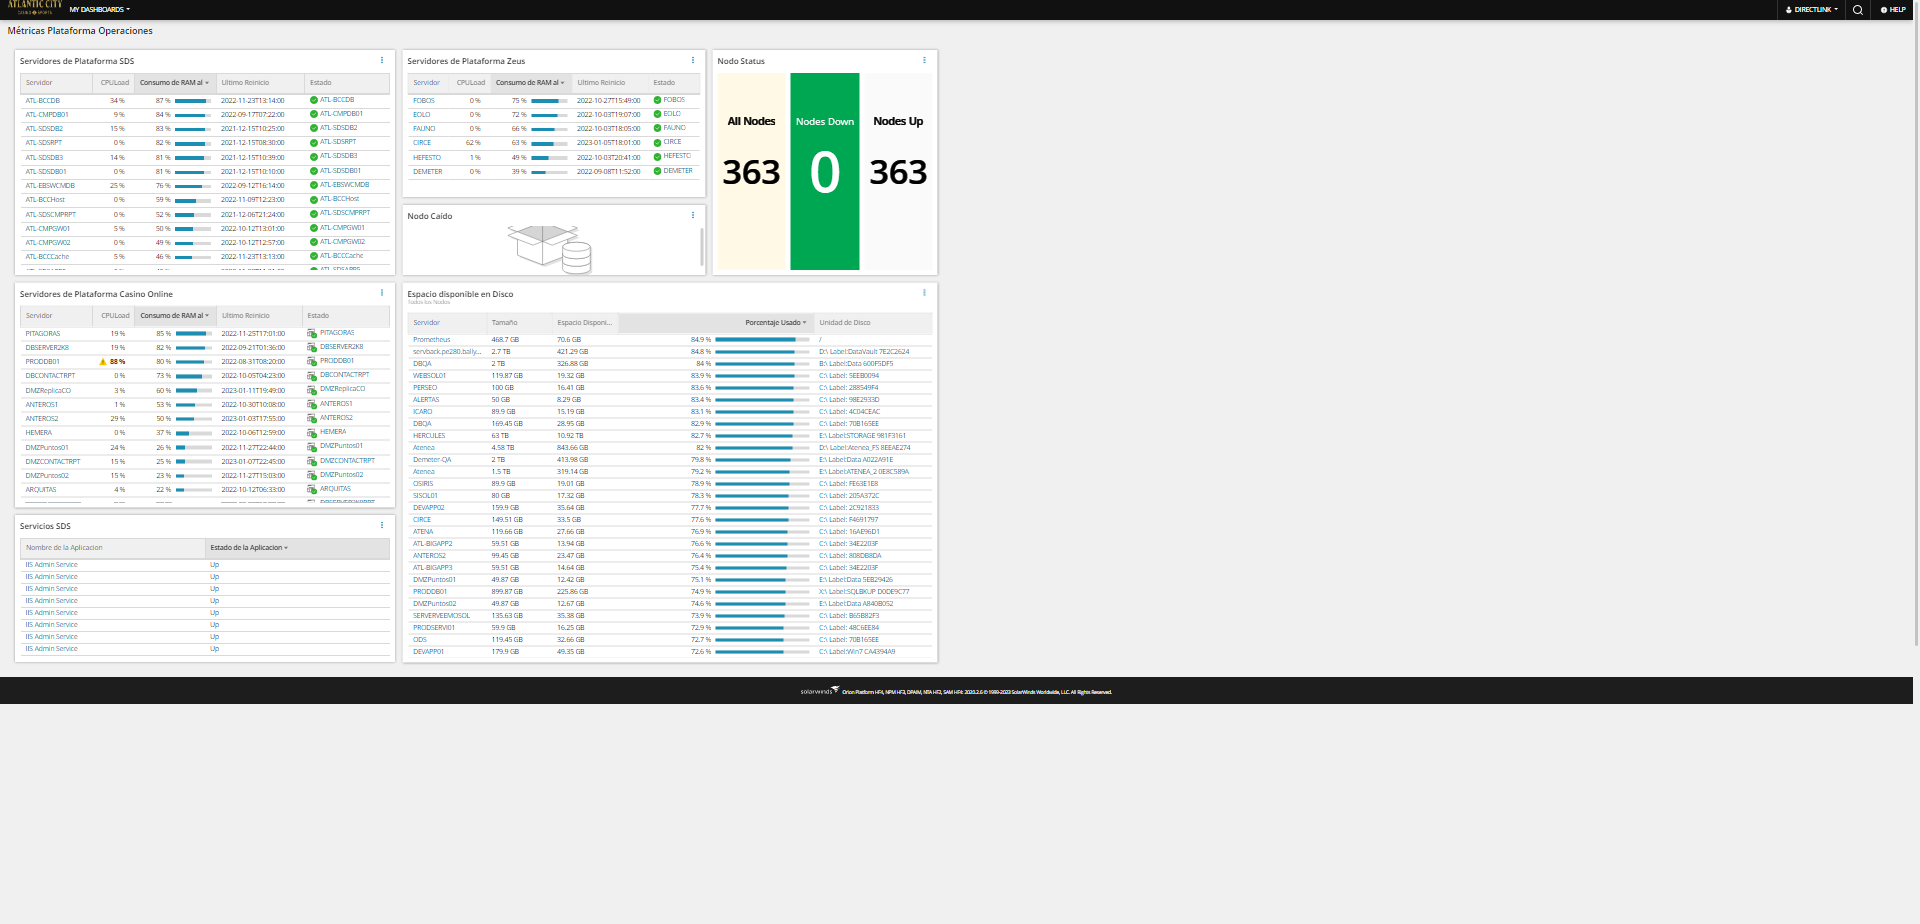 ATLANTIC CITY
CASINO SPORTS
MY DASHBOARDS
DIRECTLINK
HELP
Métricas Plataforma Operaciones
Servidores de Plataforma SDS
Servidor CPULoad Consumo de RAM al Ultimo Reinicio Estado
ATL-BCCDB 34 % 87 % 2022-11-23T13:14:00 ATL-BCCDB
ATL-CMPDB01 9 % 84 % 2022-09-17T07:22:00 ATL-CMPDB01
ATL-SDSDB2 15 % 83 % 2021-12-15T10:25:00 ATL-SDSDB2
ATL-SDSRPT 0 % 82 % 2021-12-15T08:30:00 ATL-SDSRPT
ATL-SDSDB3 14 % 81 % 2021-12-15T10:39:00 ATL-SDSDB3
ATL-SDSDB01 0 % 81 % 2021-12-15T10:10:00 ATL-SDSDB01
ATL-EBSWCMDB 25 % 76 % 2022-09-12T16:14:00 ATL-EBSWCMDB
ATL-BCCHost 0 % 59 % 2022-11-09T12:23:00 ATL-BCCHost
ATL-SDSCMPRPT 0 % 52 % 2021-12-06T21:24:00 ATL-SDSCMPRPT
ATL-CMPGW01 5 % 50 % 2022-10-12T13:01:00 ATL-CMPGW01
ATL-CMPGW02 0 % 49 % 2022-10-12T12:57:00 ATL-CMPGW02
ATL-BCCCache 5 % 46 % 2022-11-23T13:13:00 ATL-BCCCache
Servidores de Plataforma Zeus
Servidor CPULoad Consumo de RAM al Ultimo Reinicio Estado
FOBOS 0 % 75 % 2022-10-27T15:49:00 FOBOS
EOLO 0 % 72 % 2022-10-03T19:07:00 EOLO
FAUNO 0 % 66 % 2022-10-03T18:05:00 FAUNO
CIRCE 62 % 63 % 2023-01-05T18:01:00 CIRCE
HEFESTO 1 % 49 % 2022-10-03T20:41:00 HEFESTO
DEMETER 0 % 39 % 2022-09-08T11:52:00 DEMETER
Nodo Caído
Nodo Status
All Nodes Nodes Down Nodes Up
363 0 363
Servidores de Plataforma Casino Online
Servidor CPULoad Consumo de RAM al Ultimo Reinicio Estado
PITAGORAS 19 % 85 % 2022-11-25T17:01:00 PITAGORAS
DBSERVER2K8 19 % 82 % 2022-09-21T01:36:00 DBSERVER2K8
PRODDB01 88 % 80 % 2022-08-31T08:20:00 PRODDB01
DBCONTACTRPT 0 % 73 % 2022-10-05T04:23:00 DBCONTACTRPT
DMZReplicaCO 3 % 60 % 2023-01-11T19:49:00 DMZReplicaCO
ANTEROS1 1 % 53 % 2022-10-30T10:08:00 ANTEROS1
ANTEROS2 29 % 50 % 2023-01-03T17:55:00 ANTEROS2
HEMERA 0 % 37 % 2022-10-06T12:59:00 HEMERA
DMZPuntos01 24 % 26 % 2022-11-27T22:44:00 DMZPuntos01
DMZCONTACTRPT 15 % 25 % 2023-01-07T22:45:00 DMZCONTACTRPT
DMZPuntos02 15 % 23 % 2022-11-27T15:03:00 DMZPuntos02
ARQUITAS 4 % 22 % 2022-10-12T06:33:00 ARQUITAS
Servicios SDS
Nombre de la Aplicacion Estado de la Aplicacion
IIS Admin Service Up
IIS Admin Service Up
IIS Admin Service Up
IIS Admin Service Up
IIS Admin Service Up
IIS Admin Service Up
IIS Admin Service Up
IIS Admin Service Up
Espacio disponible en Disco
Todos los Nodos
Servidor Tamaño Espacio Disponi... Porcentaje Usado Unidad de Disco
Prometheus 468.7 GB 70.6 GB 84.9 % /
servback.pe280.bally... 2.7 TB 421.29 GB 84.8 % D:\ Label:DataVault 7E2C2624
DBQA 2 TB 326.88 GB 84 % B:\ Label:Data 600F5DF5
WEBSOL01 119.87 GB 19.32 GB 83.9 % C:\ Label: 5EEB0094
PERSEO 100 GB 16.41 GB 83.6 % C:\ Label: 288549F4
ALERTAS 50 GB 8.29 GB 83.4 % C:\ Label: 98E2933D
ICARO 89.9 GB 15.19 GB 83.1 % C:\ Label: 4C04CEAC
DBQA 169.45 GB 28.95 GB 82.9 % C:\ Label: 70B165EE
HERCULES 63 TB 10.92 TB 82.7 % E:\ Label:STORAGE 981F3161
Atenea 4.58 TB 843.66 GB 82 % D:\ Label:Atenea_FS 8EEAE274
Demeter-QA 2 TB 413.98 GB 79.8 % E:\ Label:Data A022A91E
Atenea 1.5 TB 319.14 GB 79.2 % E:\ Label:ATENEA_2 0E8C589A
OSIRIS 89.9 GB 19.01 GB 78.9 % C:\ Label: FE63E1E8
SISOL01 80 GB 17.32 GB 78.3 % C:\ Label: 205A372C
DEVAPP02 159.9 GB 35.64 GB 77.7 % C:\ Label: 2C921833
CIRCE 149.51 GB 33.5 GB 77.6 % C:\ Label: F4691797
ATENA 119.66 GB 27.66 GB 76.9 % C:\ Label: 16AE96D1
ATL-BIGAPP2 59.51 GB 13.94 GB 76.6 % C:\ Label: 34E2203F
ANTEROS2 99.45 GB 23.47 GB 76.4 % C:\ Label: 808DB8DA
ATL-BIGAPP3 59.51 GB 14.64 GB 75.4 % C:\ Label: 34E2203F
DMZPuntos01 49.87 GB 12.42 GB 75.1 % E:\ Label:Data 5EB29426
PRODDB01 899.87 GB 225.86 GB 74.9 % X:\ Label:SQLBKUP D0DE9C77
DMZPuntos02 49.87 GB 12.67 GB 74.6 % E:\ Label:Data A840B052
SERVERVEEMOSOL 135.63 GB 35.38 GB 73.9 % C:\ Label: B65B82F3
PRODSERVI01 59.9 GB 16.25 GB 72.9 % C:\ Label: 48C6EE84
ODS 119.45 GB 32.66 GB 72.7 % C:\ Label: 70B165EE
DEVAPP01 179.9 GB 49.35 GB 72.6 % C:\ Label:Win7 CA4394A9
solarwinds Orion Platform HF4, NPM HF3, DPAIM, NTA HF2, SAM HF4: 2020.2.6 © 1999-2023 SolarWinds Worldwide, LLC. All Rights Reserved.